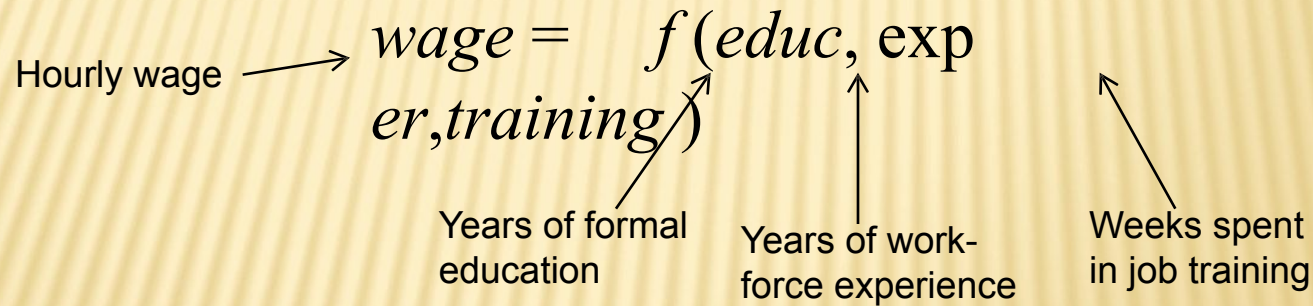 wage = f (educ, exp
er,training )
Hourly wage
Years of formal
education
Years of work-
force experience
Weeks spent
in job training